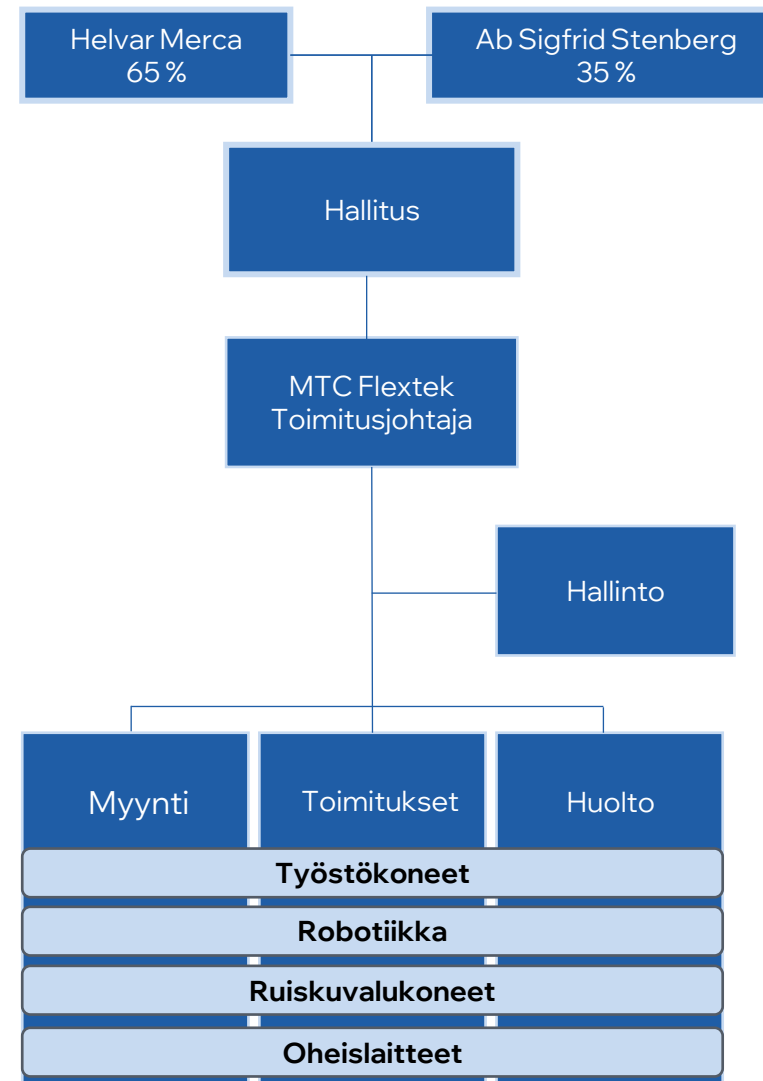 Helvar Merca
65 %
Ab Sigfrid Stenberg
35 %
Hallitus
MTC Flextek
Toimitusjohtaja
Hallinto
Myynti
Toimitukset
Huolto
Työstökoneet
Robotiikka
Ruiskuvalukoneet
Oheislaitteet